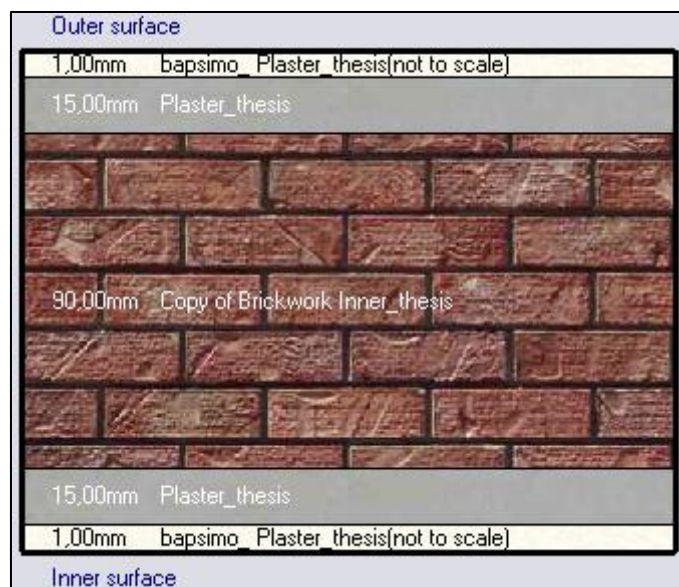 Outer surface
1,00mm bapsimo_ Plaster_thesis(not to scale)
15,00mm Plaster_thesis
90,00mm Copy of Brickwork Inner_thesis
15,00mm Plaster_thesis
1,00mm bapsimo_ Plaster_thesis(not to scale)
Inner surface